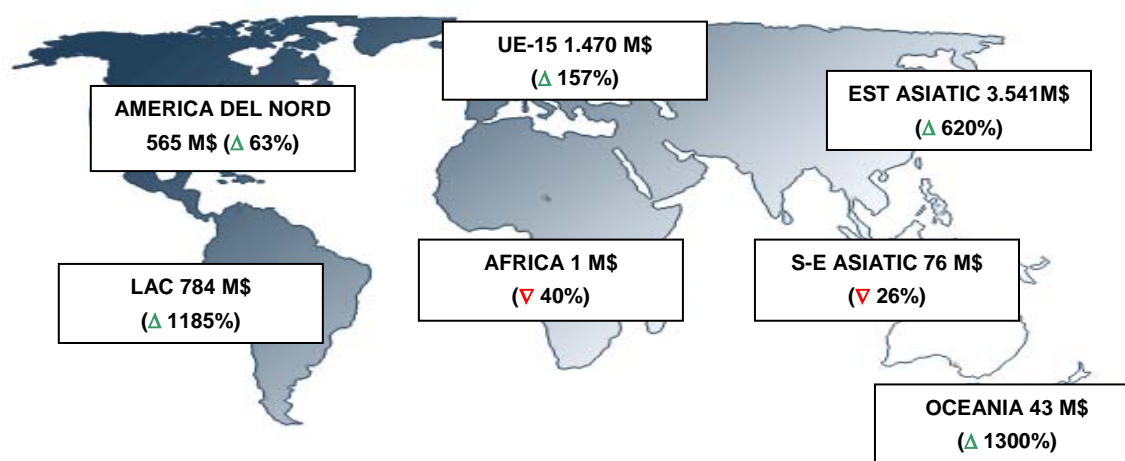 UE-15 1.470 M$
(Δ 157%)
AMERICA DEL NORD
565 M$ (Δ 63%)
EST ASIATIC 3.541M$
(Δ 620%)
LAC 784 M$
(Δ 1185%)
AFRICA 1 M$
(∇ 40%)
S-E ASIATIC 76 M$
(∇ 26%)
OCEANIA 43 M$
(Δ 1300%)